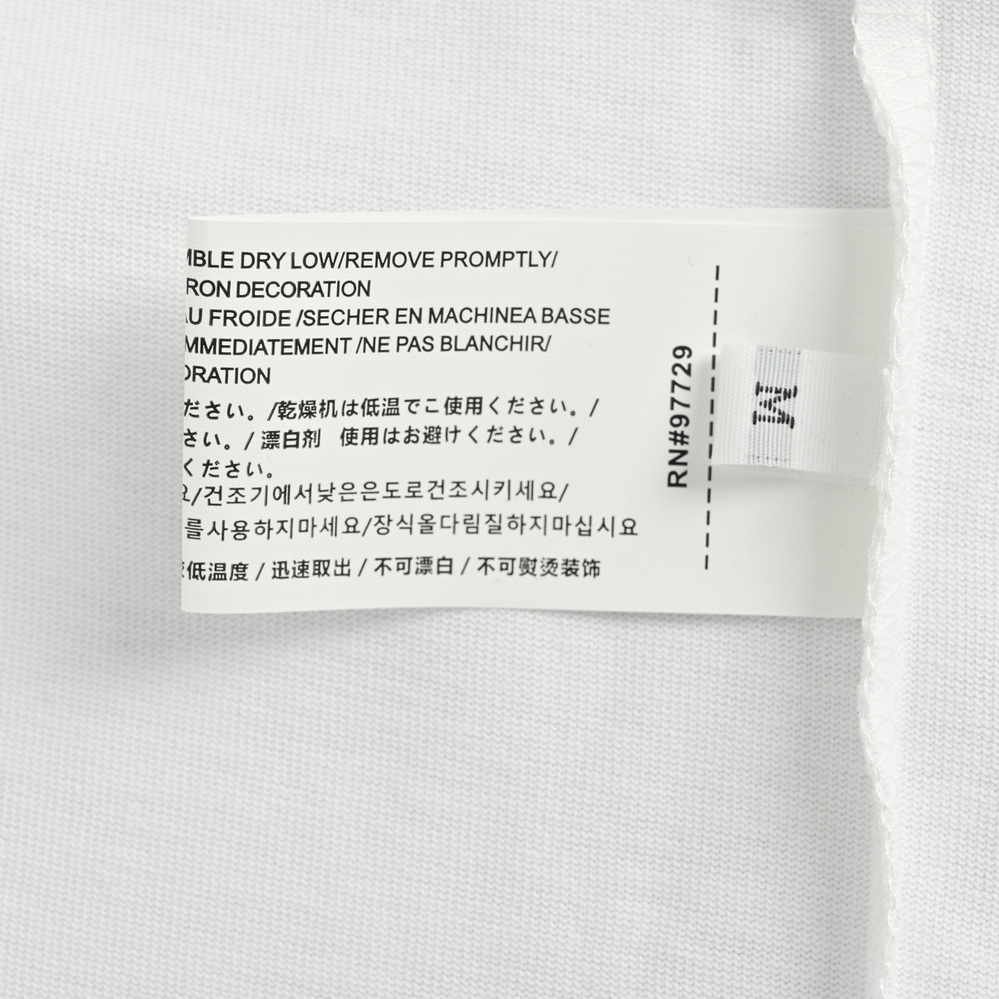 MBLE DRY LOW/REMOVE PROMPTLY/
RON DECORATION
AU FROIDE /SECHER EN MACHINEA BASSE
MMEDIATEMENT /NE PAS BLANCHIR/
ORATION
ださい。/乾燥机は低温でこ使用ください。/
さい。/ 漂白剤 使用はお避けください。/
ください。
요/건조기에서낮은은도로건조시키세요/
를사용하지마세요/장식올다림질하지마십시요
低温度 / 迅速取出 / 不可漂白 / 不可熨烫装饰
RN#97729
M